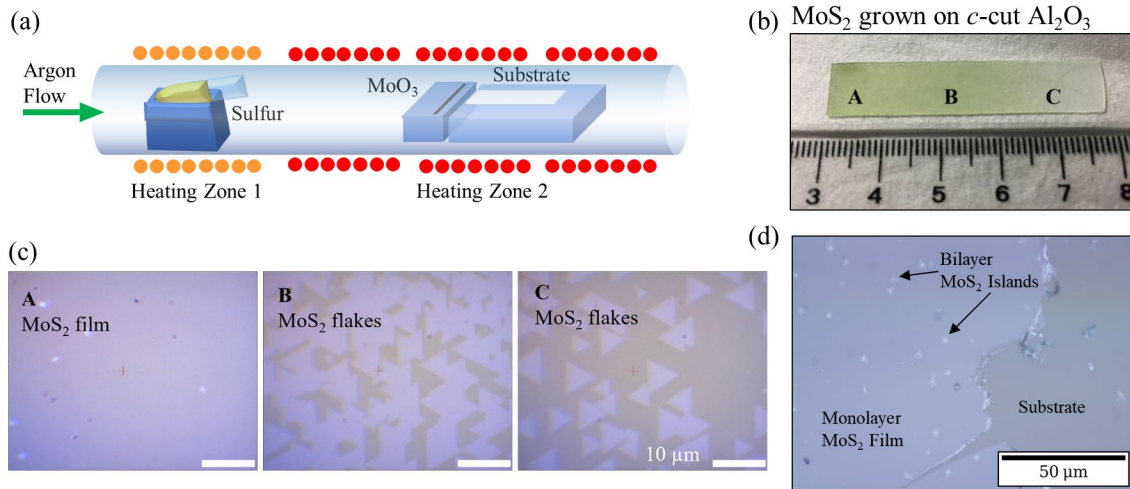 (a)
Argon
Flow
Sulfur
MoO₃
Substrate
Heating Zone 1
Heating Zone 2
(b)
MoS₂ grown on c-cut Al₂O₃
A
B
C
3 4 5 6 7 8
(c)
A
MoS₂ film
B
MoS₂ flakes
C
MoS₂ flakes
10 µm
(d)
Bilayer
MoS₂ Islands
Monolayer
MoS₂ Film
Substrate
50 µm